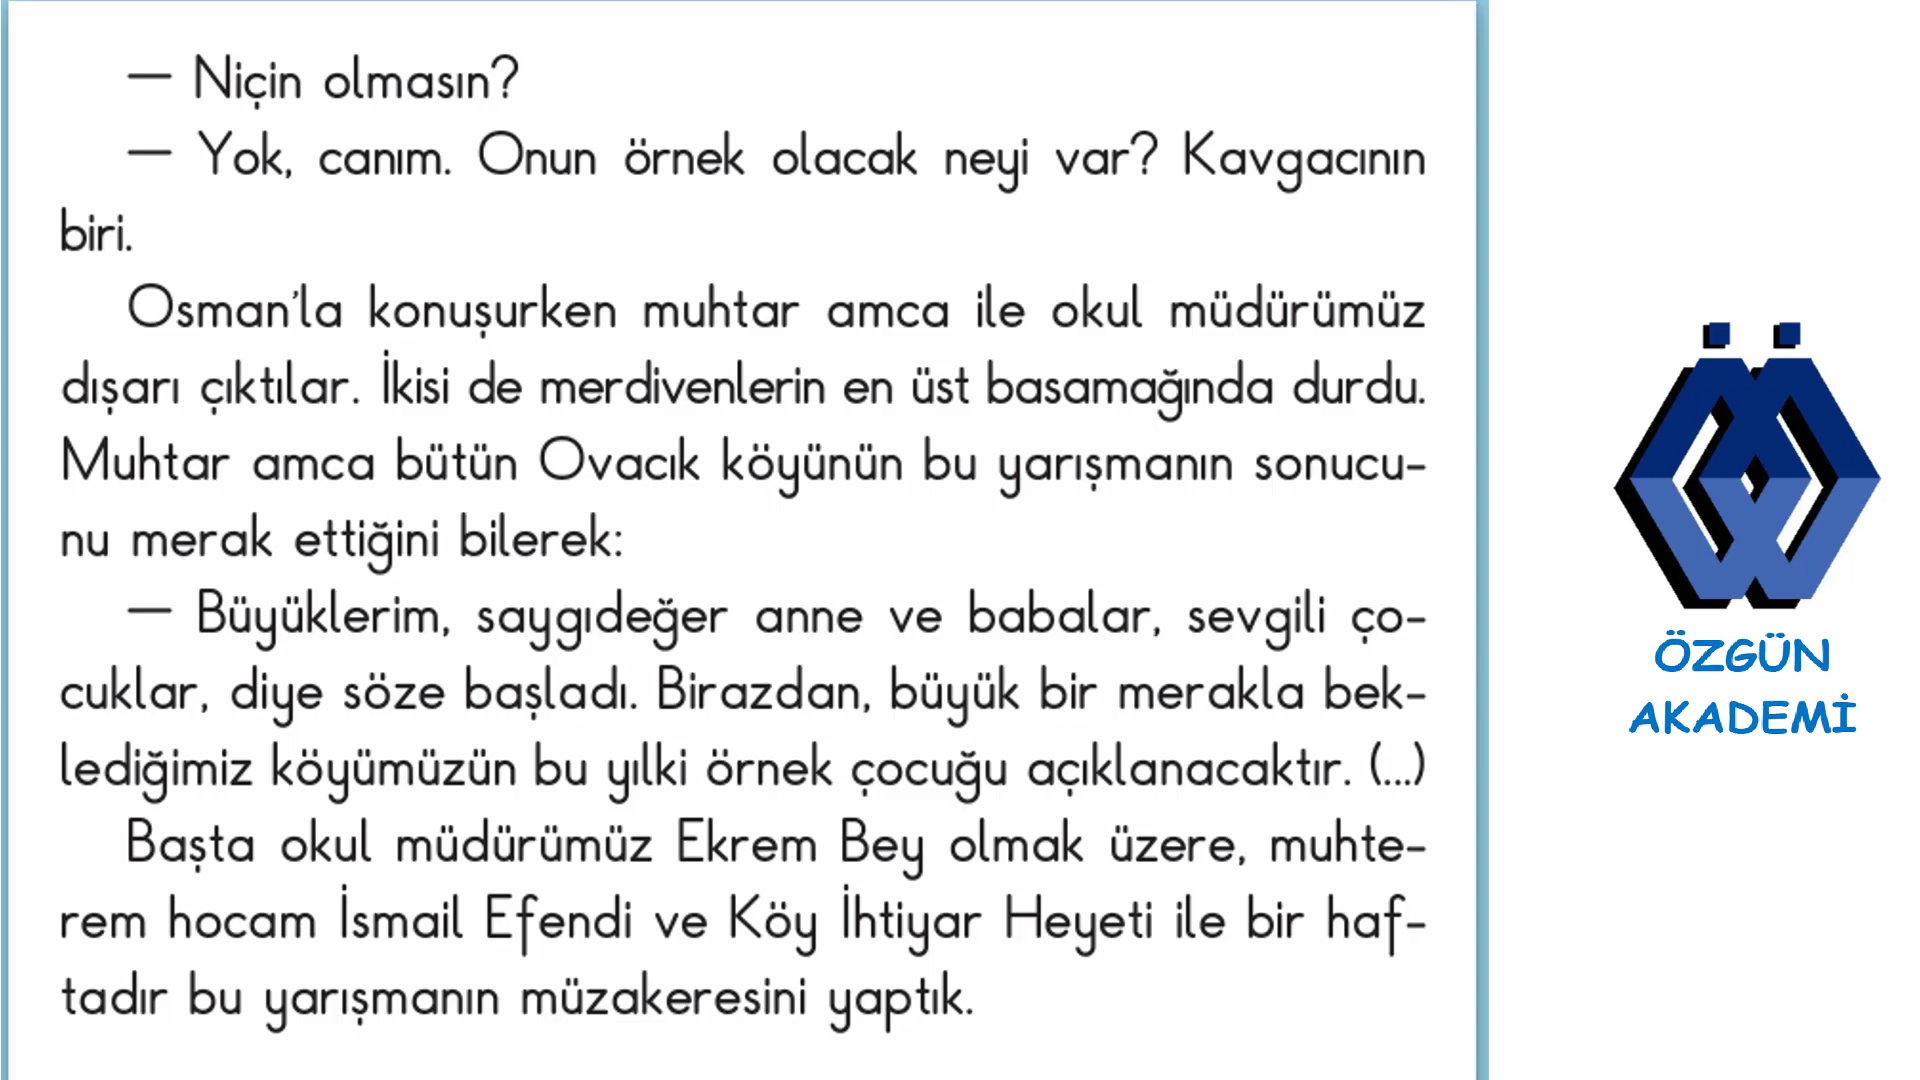 — Niçin olmasın?
— Yok, canım. Onun örnek olacak neyi var? Kavgacının
biri.
Osman'la konuşurken muhtar amca ile okul müdürümüz
dışarı çıktılar. İkisi de merdivenlerin en üst basamağında durdu.
Muhtar amca bütün Ovacık köyünün bu yarışmanın sonucu-
nu merak ettiğini bilerek:
— Büyüklerim, saygıdeğer anne ve babalar, sevgili ço-
cuklar, diye söze başladı. Birazdan, büyük bir merakla bek-
lediğimiz köyümüzün bu yılki örnek çocuğu açıklanacaktır. (...)
Başta okul müdürümüz Ekrem Bey olmak üzere, muhte-
rem hocam İsmail Efendi ve Köy İhtiyar Heyeti ile bir haf-
tadır bu yarışmanın müzakeresini yaptık.
ÖZGÜN
AKADEMİ